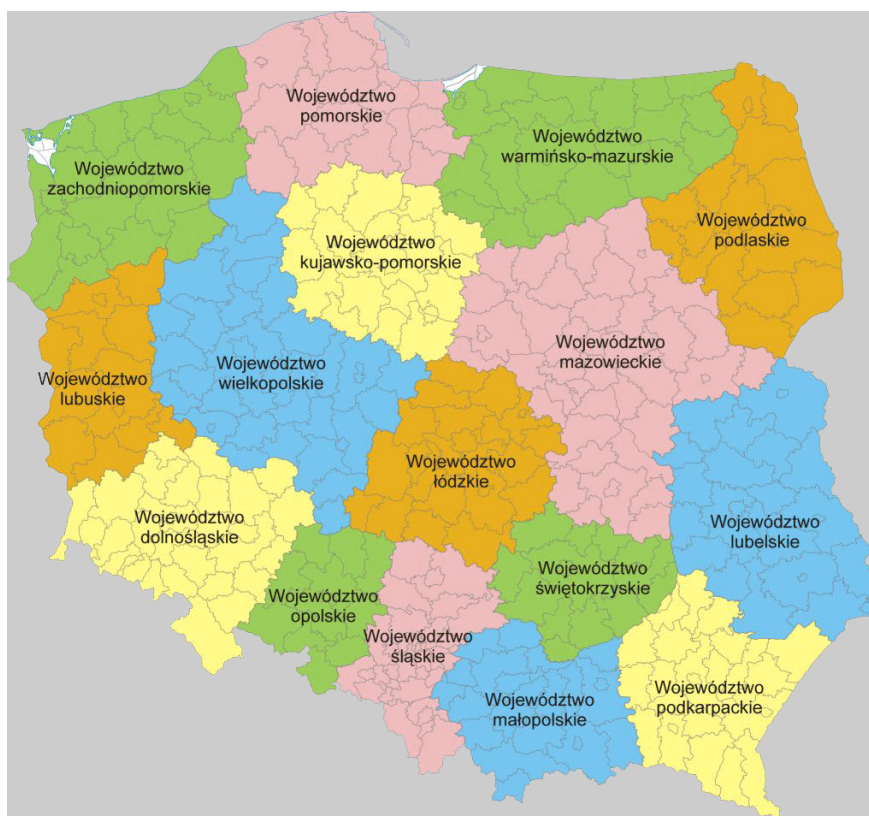 Województwo
pomorskie
Województwo
warmińsko-mazurskie
Województwo
zachodniopomorskie
Województwo
podlaskie
Województwo
kujawsko-pomorskie
Województwo
mazowieckie
Województwo
wielkopolskie
Województwo
lubuskie
Województwo
łódzkie
Województwo
dolnośląskie
Województwo
lubelskie
Województwo
świętokrzyskie
Województwo
opolskie
Województwo
śląskie
Województwo
podkarpackie
Województwo
małopolskie